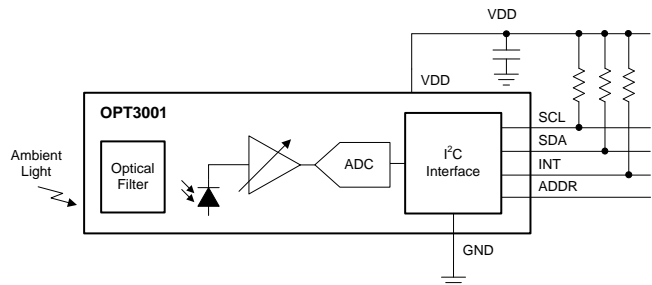 VDD
VDD
OPT3001
SCL
SDA
INT
ADDR
Ambient
Light
Optical
Filter
ADC
I²C
Interface
GND